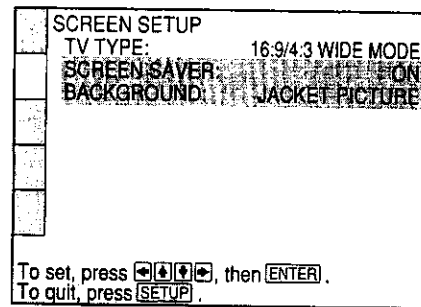 SCREEN SETUP
TV TYPE: 16:9/4:3 WIDE MODE
SCREEN SAVER: ON
BACKGROUND: JACKET PICTURE
To set, press ←↑↓→, then ENTER.
To quit, press SETUP.